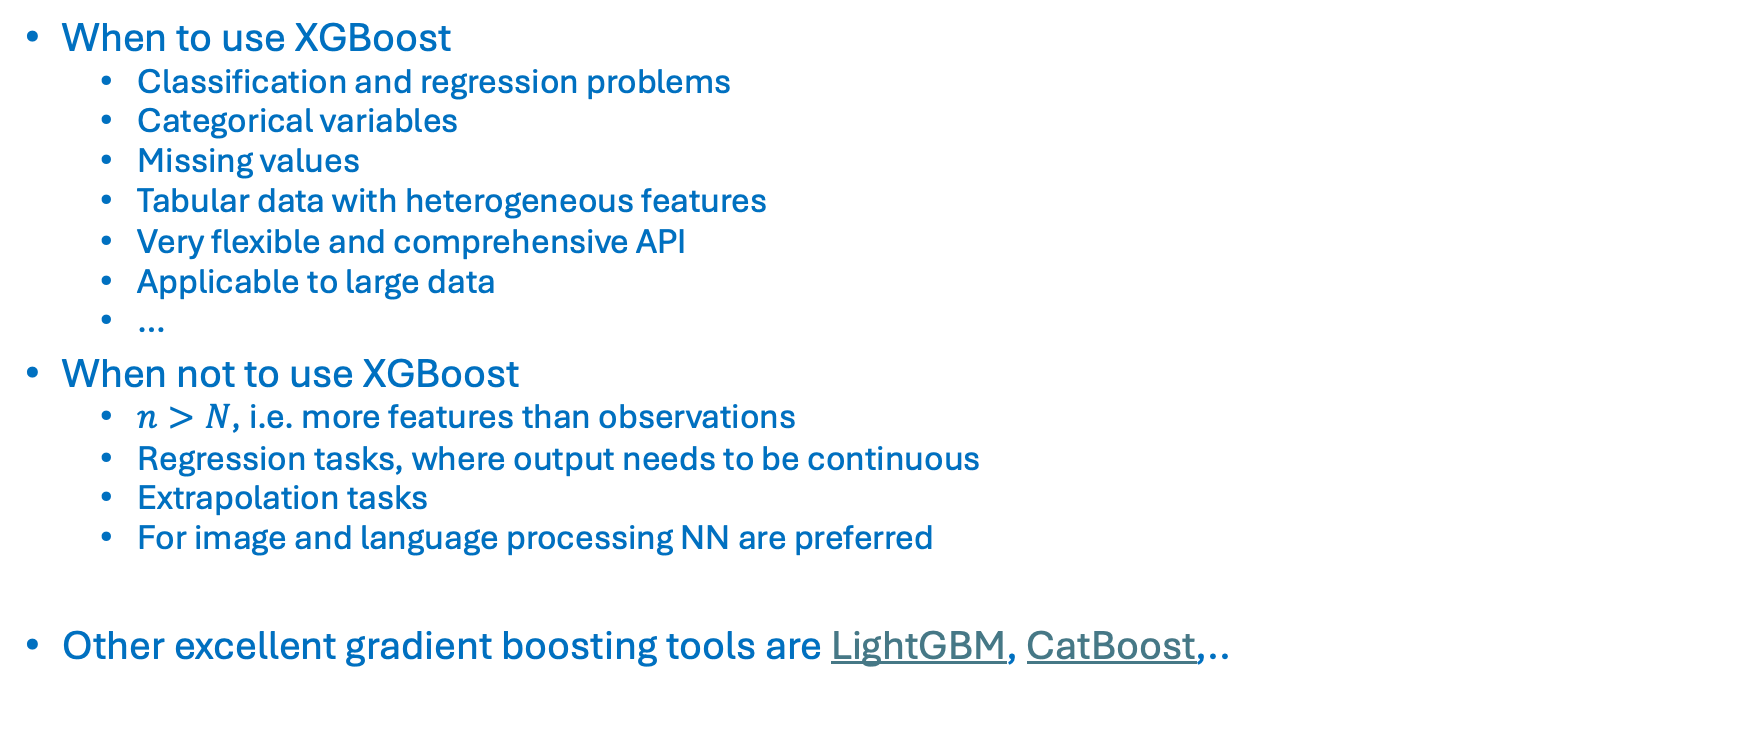 • When to use XGBoost
• Classification and regression problems
• Categorical variables
• Missing values
• Tabular data with heterogeneous features
• Very flexible and comprehensive API
• Applicable to large data
• ...
• When not to use XGBoost
• n > N, i.e. more features than observations
• Regression tasks, where output needs to be continuous
• Extrapolation tasks
• For image and language processing NN are preferred
• Other excellent gradient boosting tools are LightGBM, CatBoost,..